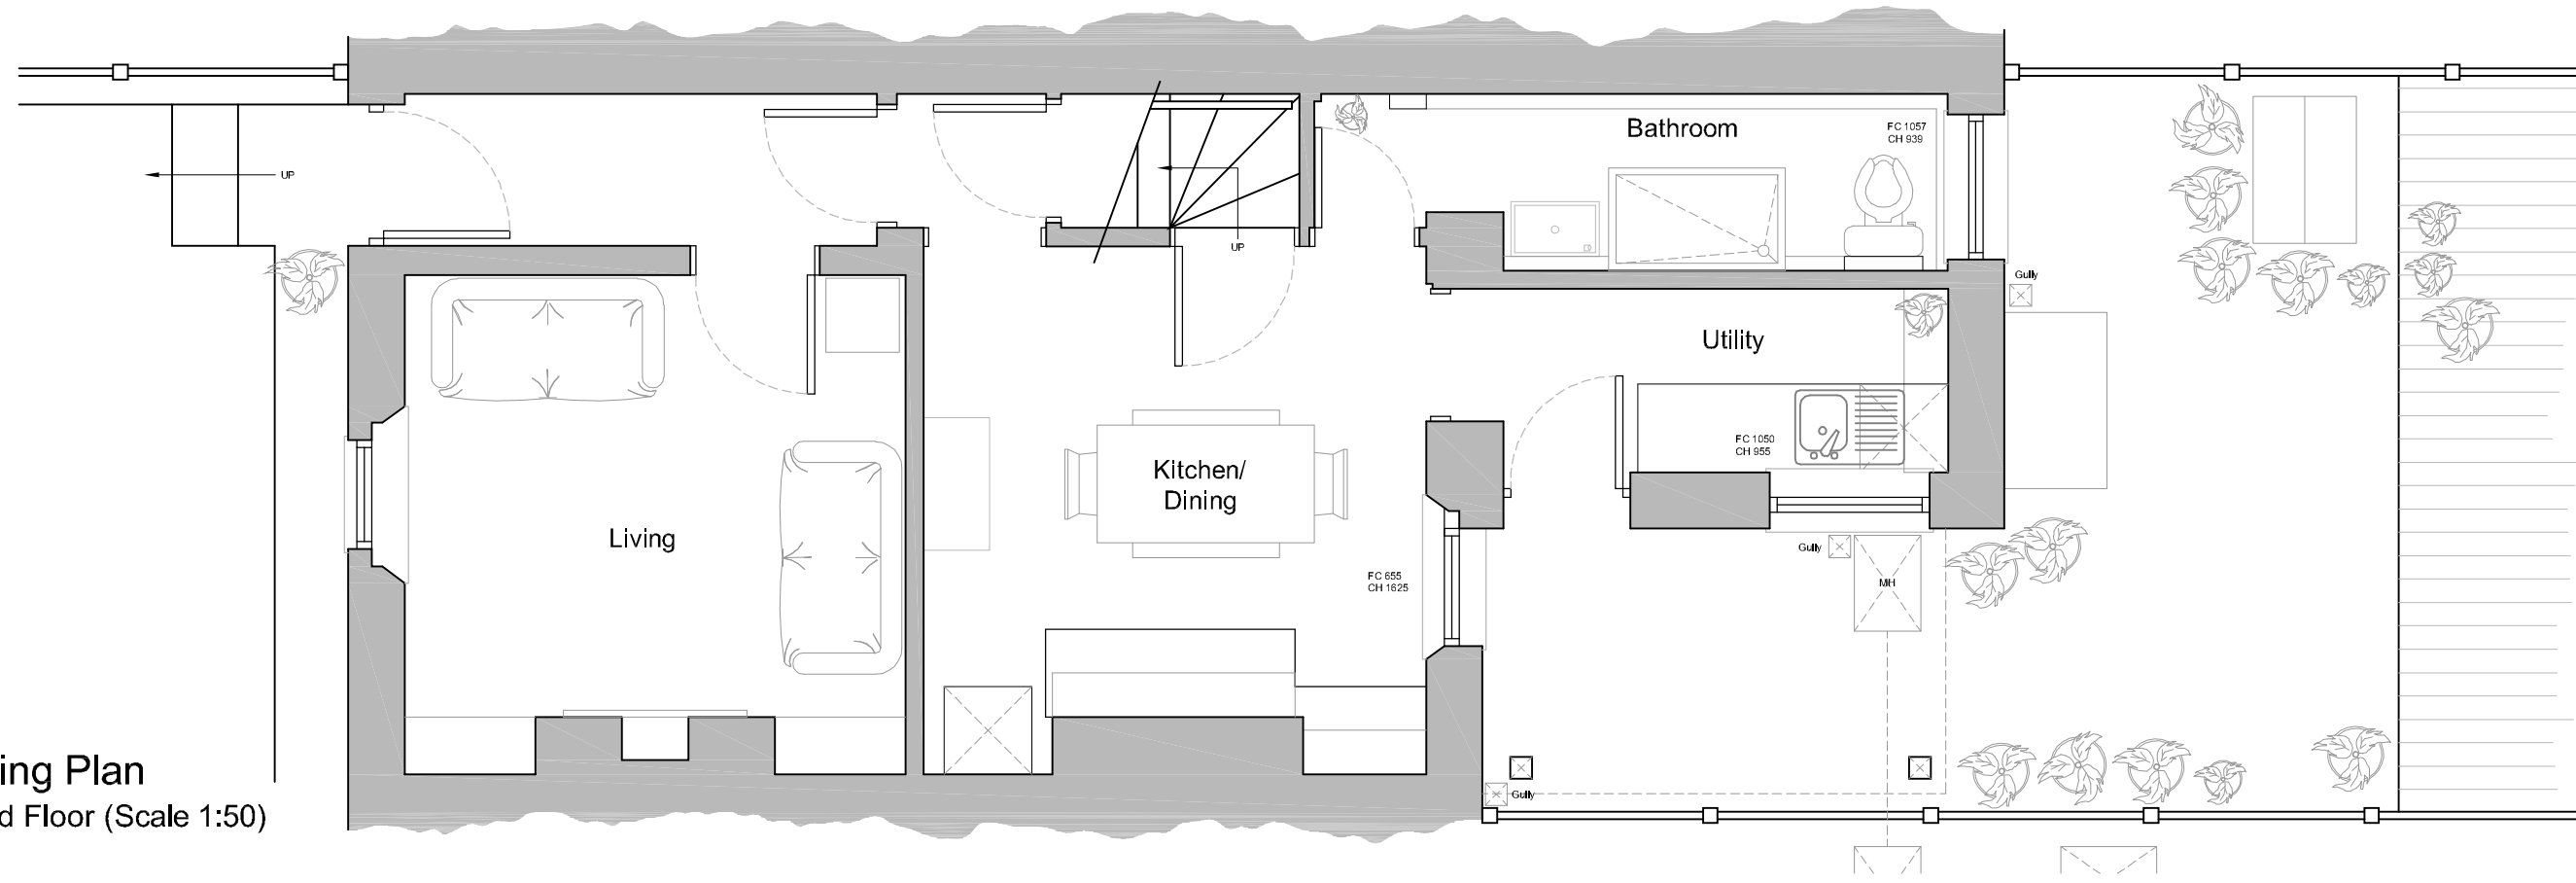 UP
UP
Bathroom
FC 1057
CH 939
Gully
Utility
FC 1050
CH 955
Kitchen/
Dining
Living
FC 655
CH 1625
Gully
MH
Gully
ing Plan
d Floor (Scale 1:50)